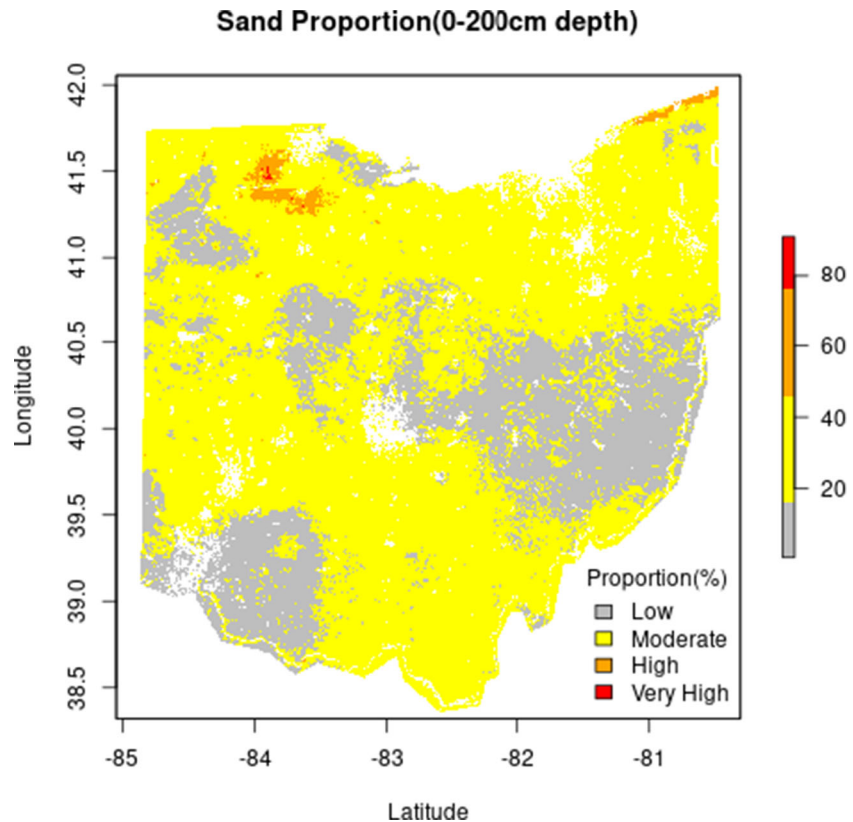 Sand Proportion(0-200cm depth)
42.0
41.5
41.0
40.5
40.0
39.5
39.0
38.5
Longitude
80
60
40
20
Proportion(%)
Low
Moderate
High
Very High
-85 -84 -83 -82 -81
Latitude